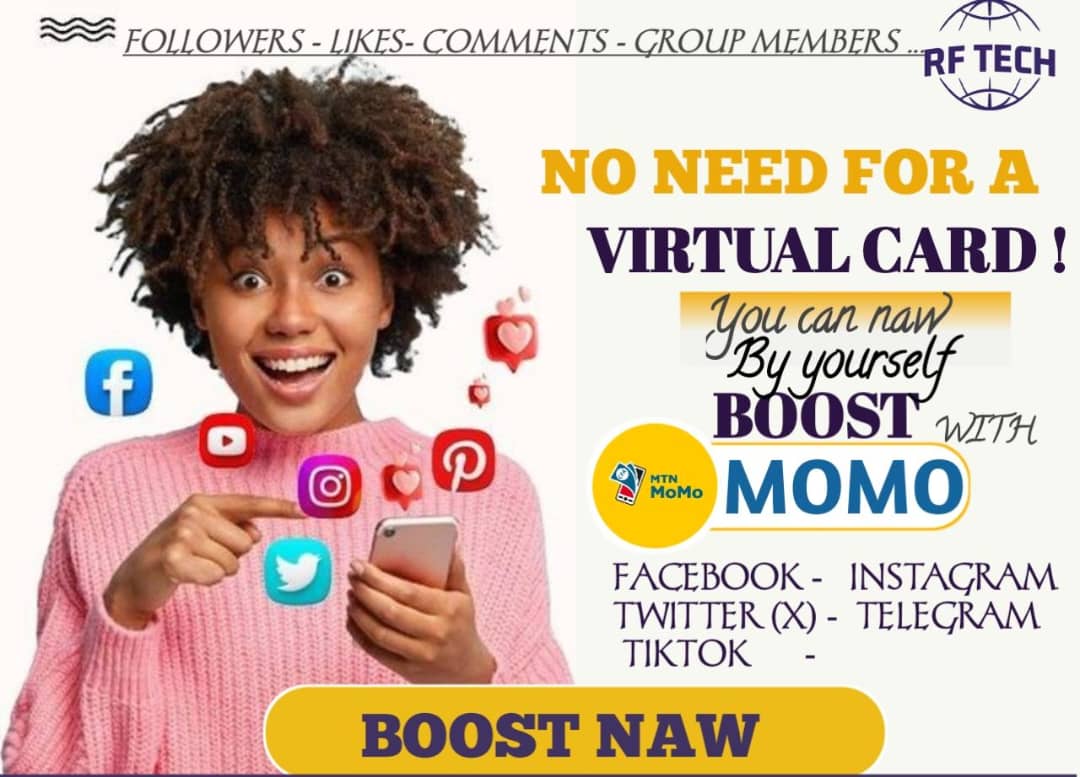 FOLLOWERS - LIKES- COMMENTS - GROUP MEMBERS ...
RF TECH
NO NEED FOR A
VIRTUAL CARD !
You can naw
By yourself
BOOST WITH
MTN
MoMo
MOMO
FACEBOOK - INSTAGRAM
TWITTER (X) - TELEGRAM
TIKTOK -
BOOST NAW